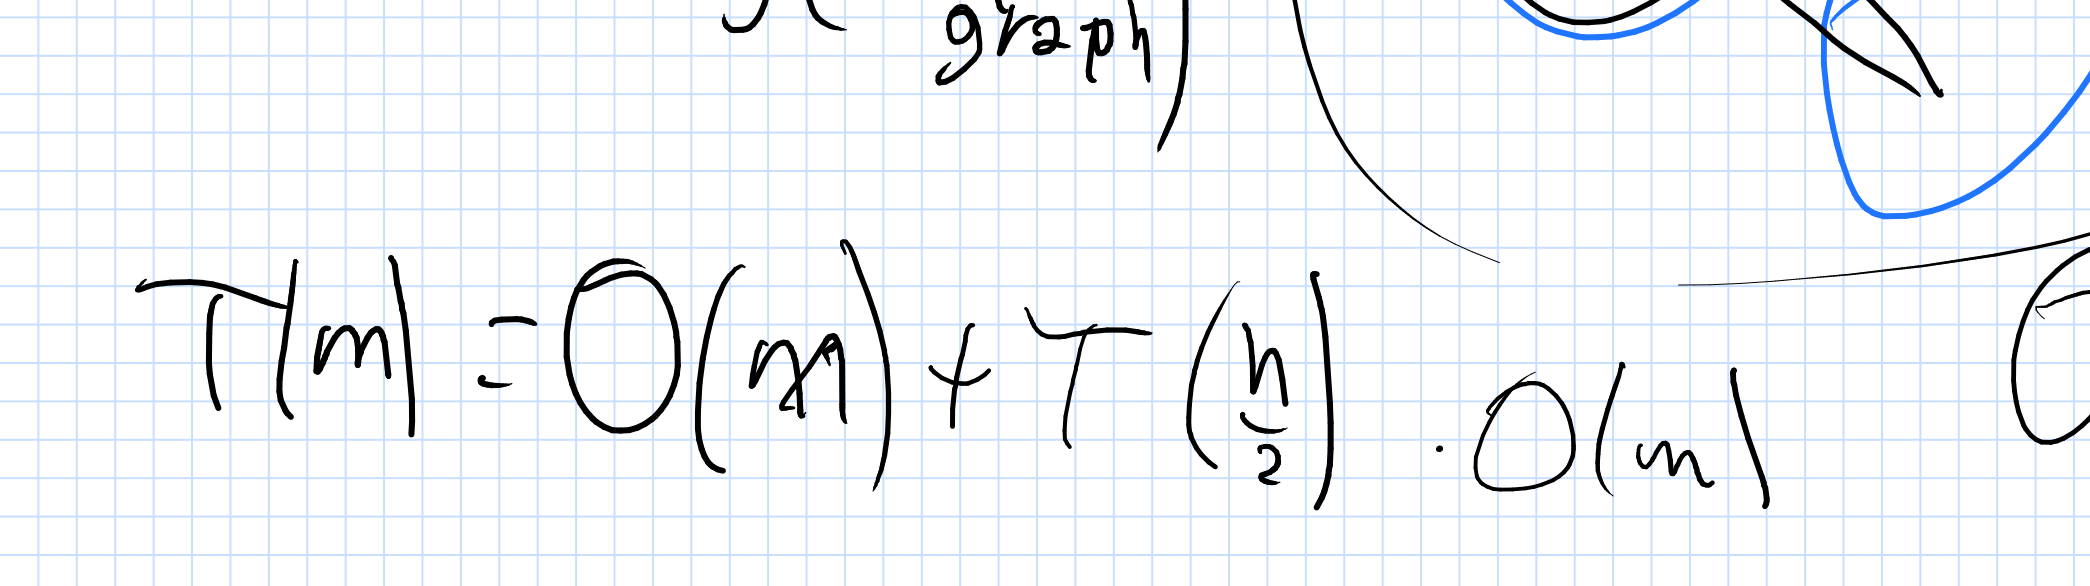 graph)
T(m) = O(m) + T(n/2) · O(m)